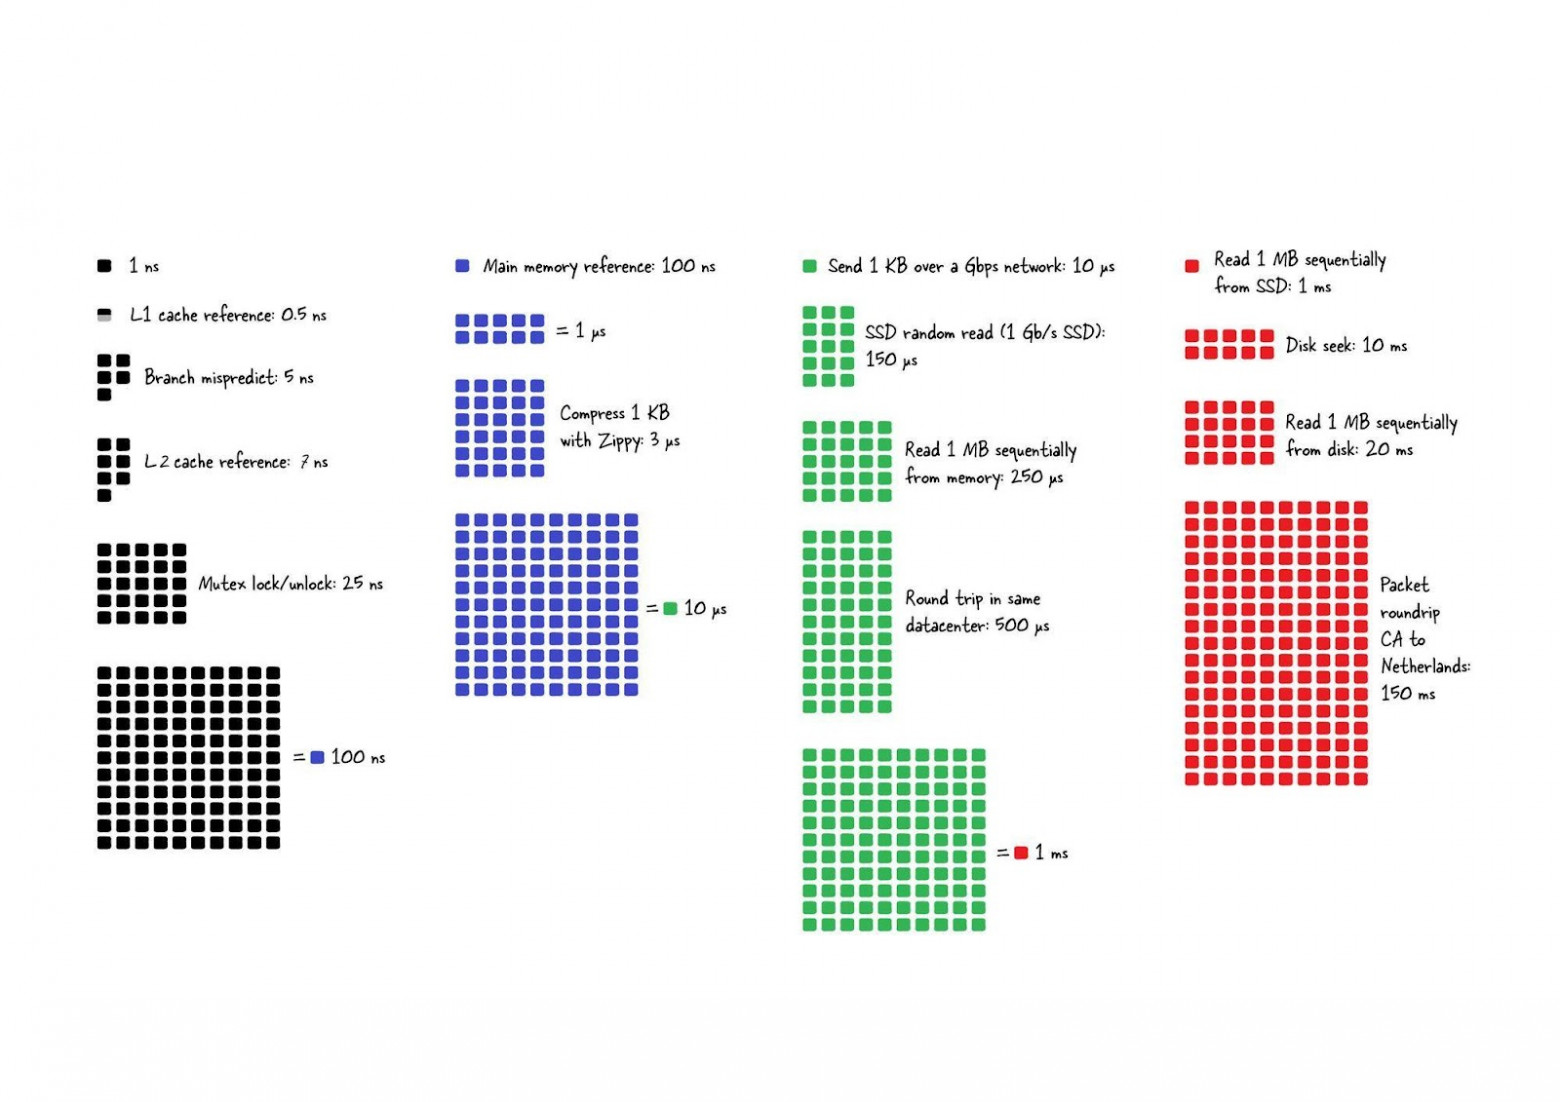 1 ns
L1 cache reference: 0.5 ns
Branch mispredict: 5 ns
L2 cache reference: 7 ns
Mutex lock/unlock: 25 ns
= 100 ns
Main memory reference: 100 ns
= 1 µs
Compress 1 KB
with Zippy: 3 µs
= 10 µs
Send 1 KB over a Gbps network: 10 µs
SSD random read (1 Gb/s SSD):
150 µs
Read 1 MB sequentially
from memory: 250 µs
Round trip in same
datacenter: 500 µs
= 1 ms
Read 1 MB sequentially
from SSD: 1 ms
Disk seek: 10 ms
Read 1 MB sequentially
from disk: 20 ms
Packet
roundrip
CA to
Netherlands:
150 ms